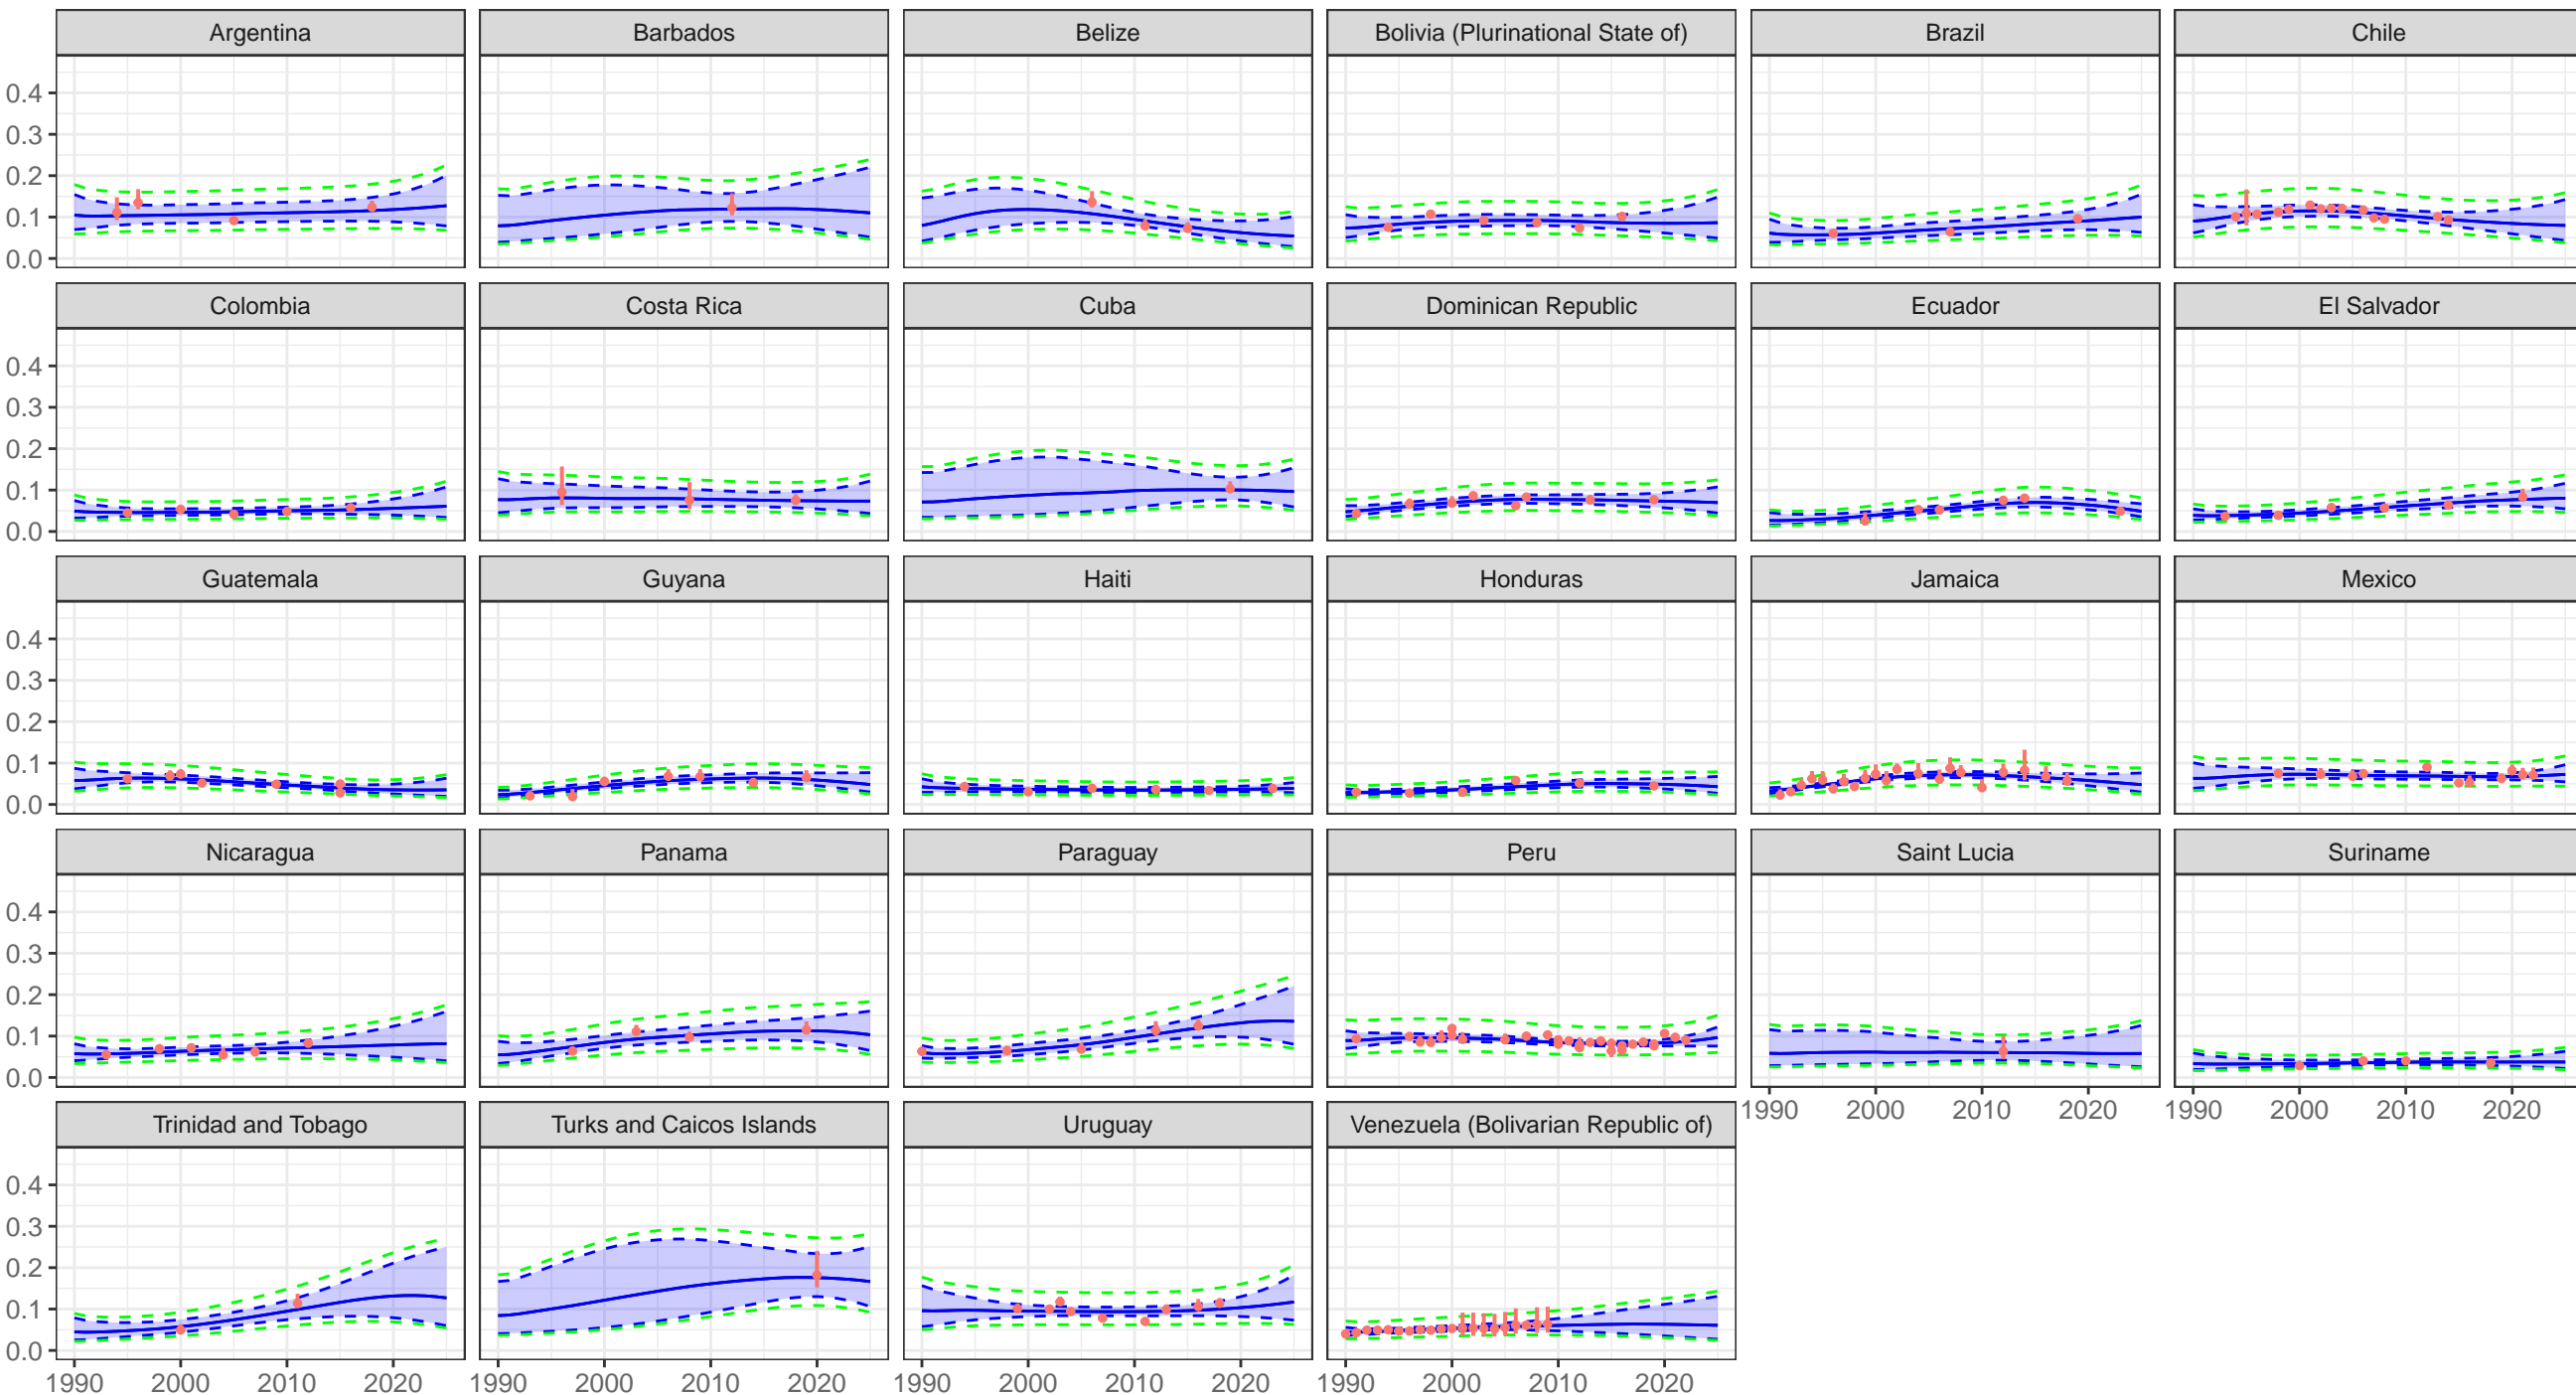 Argentina
Barbados
Belize
Bolivia (Plurinational State of)
Brazil
Chile
0.4
0.3
0.2
0.1
0.0
Colombia
Costa Rica
Cuba
Dominican Republic
Ecuador
El Salvador
0.4
0.3
0.2
0.1
0.0
Guatemala
Guyana
Haiti
Honduras
Jamaica
Mexico
0.4
0.3
0.2
0.1
0.0
Nicaragua
Panama
Paraguay
Peru
Saint Lucia
Suriname
0.4
0.3
0.2
0.1
0.0
1990 2000 2010 2020
1990 2000 2010 2020
Trinidad and Tobago
Turks and Caicos Islands
Uruguay
Venezuela (Bolivarian Republic of)
0.4
0.3
0.2
0.1
0.0
1990 2000 2010 2020
1990 2000 2010 2020
1990 2000 2010 2020
1990 2000 2010 2020